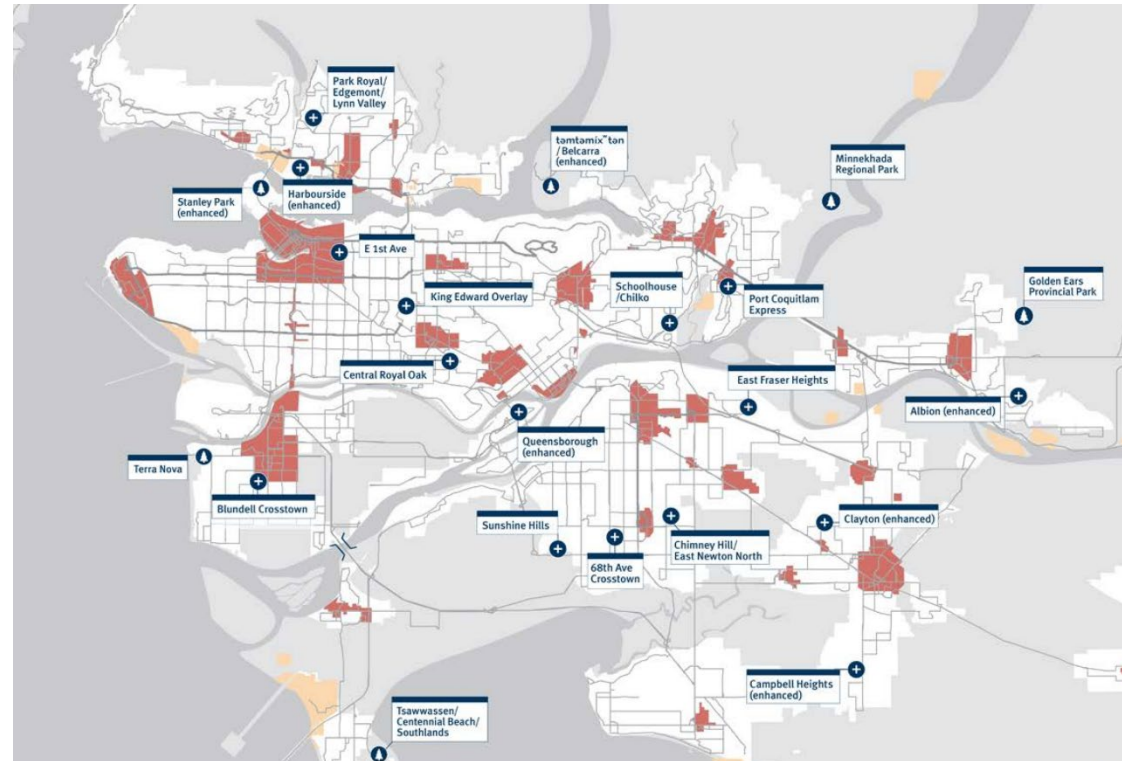 Park Royal/
Edgemont/
Lynn Valley
təmtəmíxʷtən
/Belcarra
(enhanced)
Minnekhada
Regional Park
Stanley Park
(enhanced)
Harbourside
(enhanced)
E 1st Ave
King Edward Overlay
Schoolhouse
/Chilko
Port Coquitlam
Express
Golden Ears
Provincial Park
Central Royal Oak
East Fraser Heights
Albion (enhanced)
Queensborough
(enhanced)
Terra Nova
Blundell Crosstown
Sunshine Hills
68th Ave
Crosstown
Chimney Hill/
East Newton North
Clayton (enhanced)
Campbell Heights
(enhanced)
Tsawwassen/
Centennial Beach/
Southlands